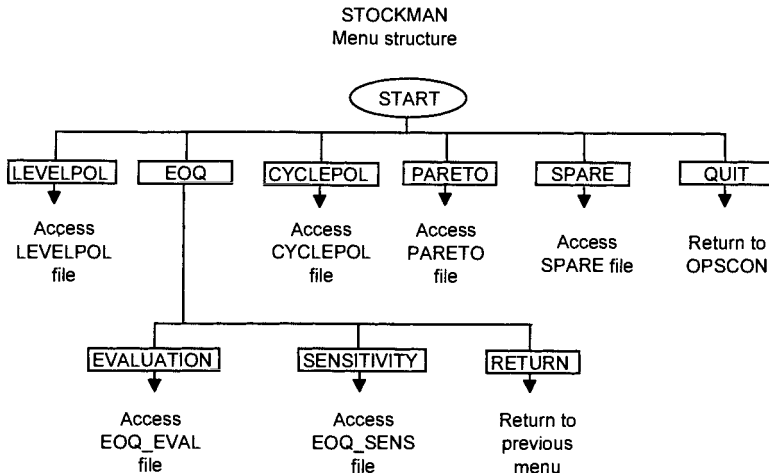 STOCKMAN
Menu structure
START
LEVELPOL
EOQ
CYCLEPOL
PARETO
SPARE
QUIT
Access
LEVELPOL
file
Access
CYCLEPOL
file
Access
PARETO
file
Access
SPARE file
Return to
OPSCON
EVALUATION
SENSITIVITY
RETURN
Access
EOQ_EVAL
file
Access
EOQ_SENS
file
Return to
previous
menu